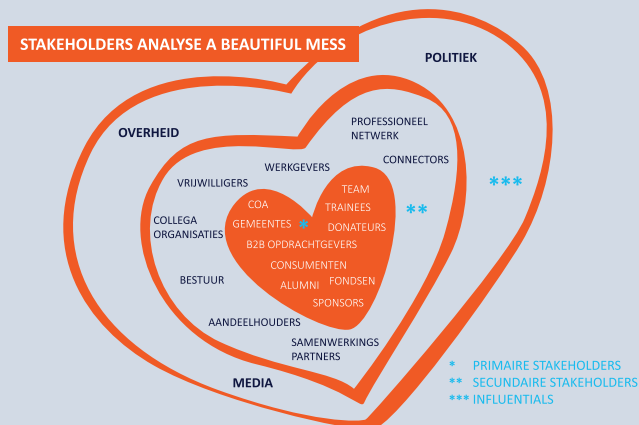 STAKEHOLDERS ANALYSE A BEAUTIFUL MESS
POLITIEK
OVERHEID
PROFESSIONEEL
NETWERK
CONNECTORS
WERKGEVERS
VRIJWILLIGERS
***
**
TEAM
COA
TRAINEES
COLLEGA
ORGANISATIES
GEMEENTES *
DONATEURS
B2B OPDRACHTGEVERS
CONSUMENTEN
BESTUUR
ALUMNI
FONDSEN
SPONSORS
AANDEELHOUDERS
SAMENWERKINGS
PARTNERS
MEDIA
* PRIMAIRE STAKEHOLDERS
** SECUNDAIRE STAKEHOLDERS
*** INFLUENTIALS